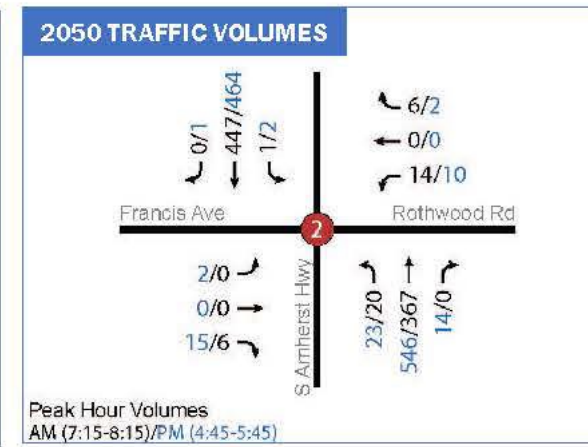 2050 TRAFFIC VOLUMES
0/1
447/464
1/2
6/2
0/0
14/10
Francis Ave
Rothwood Rd
2
2/0
0/0
15/6
S Amherst Hwy
23/20
546/367
14/0
Peak Hour Volumes
AM (7:15-8:15)/PM (4:45-5:45)